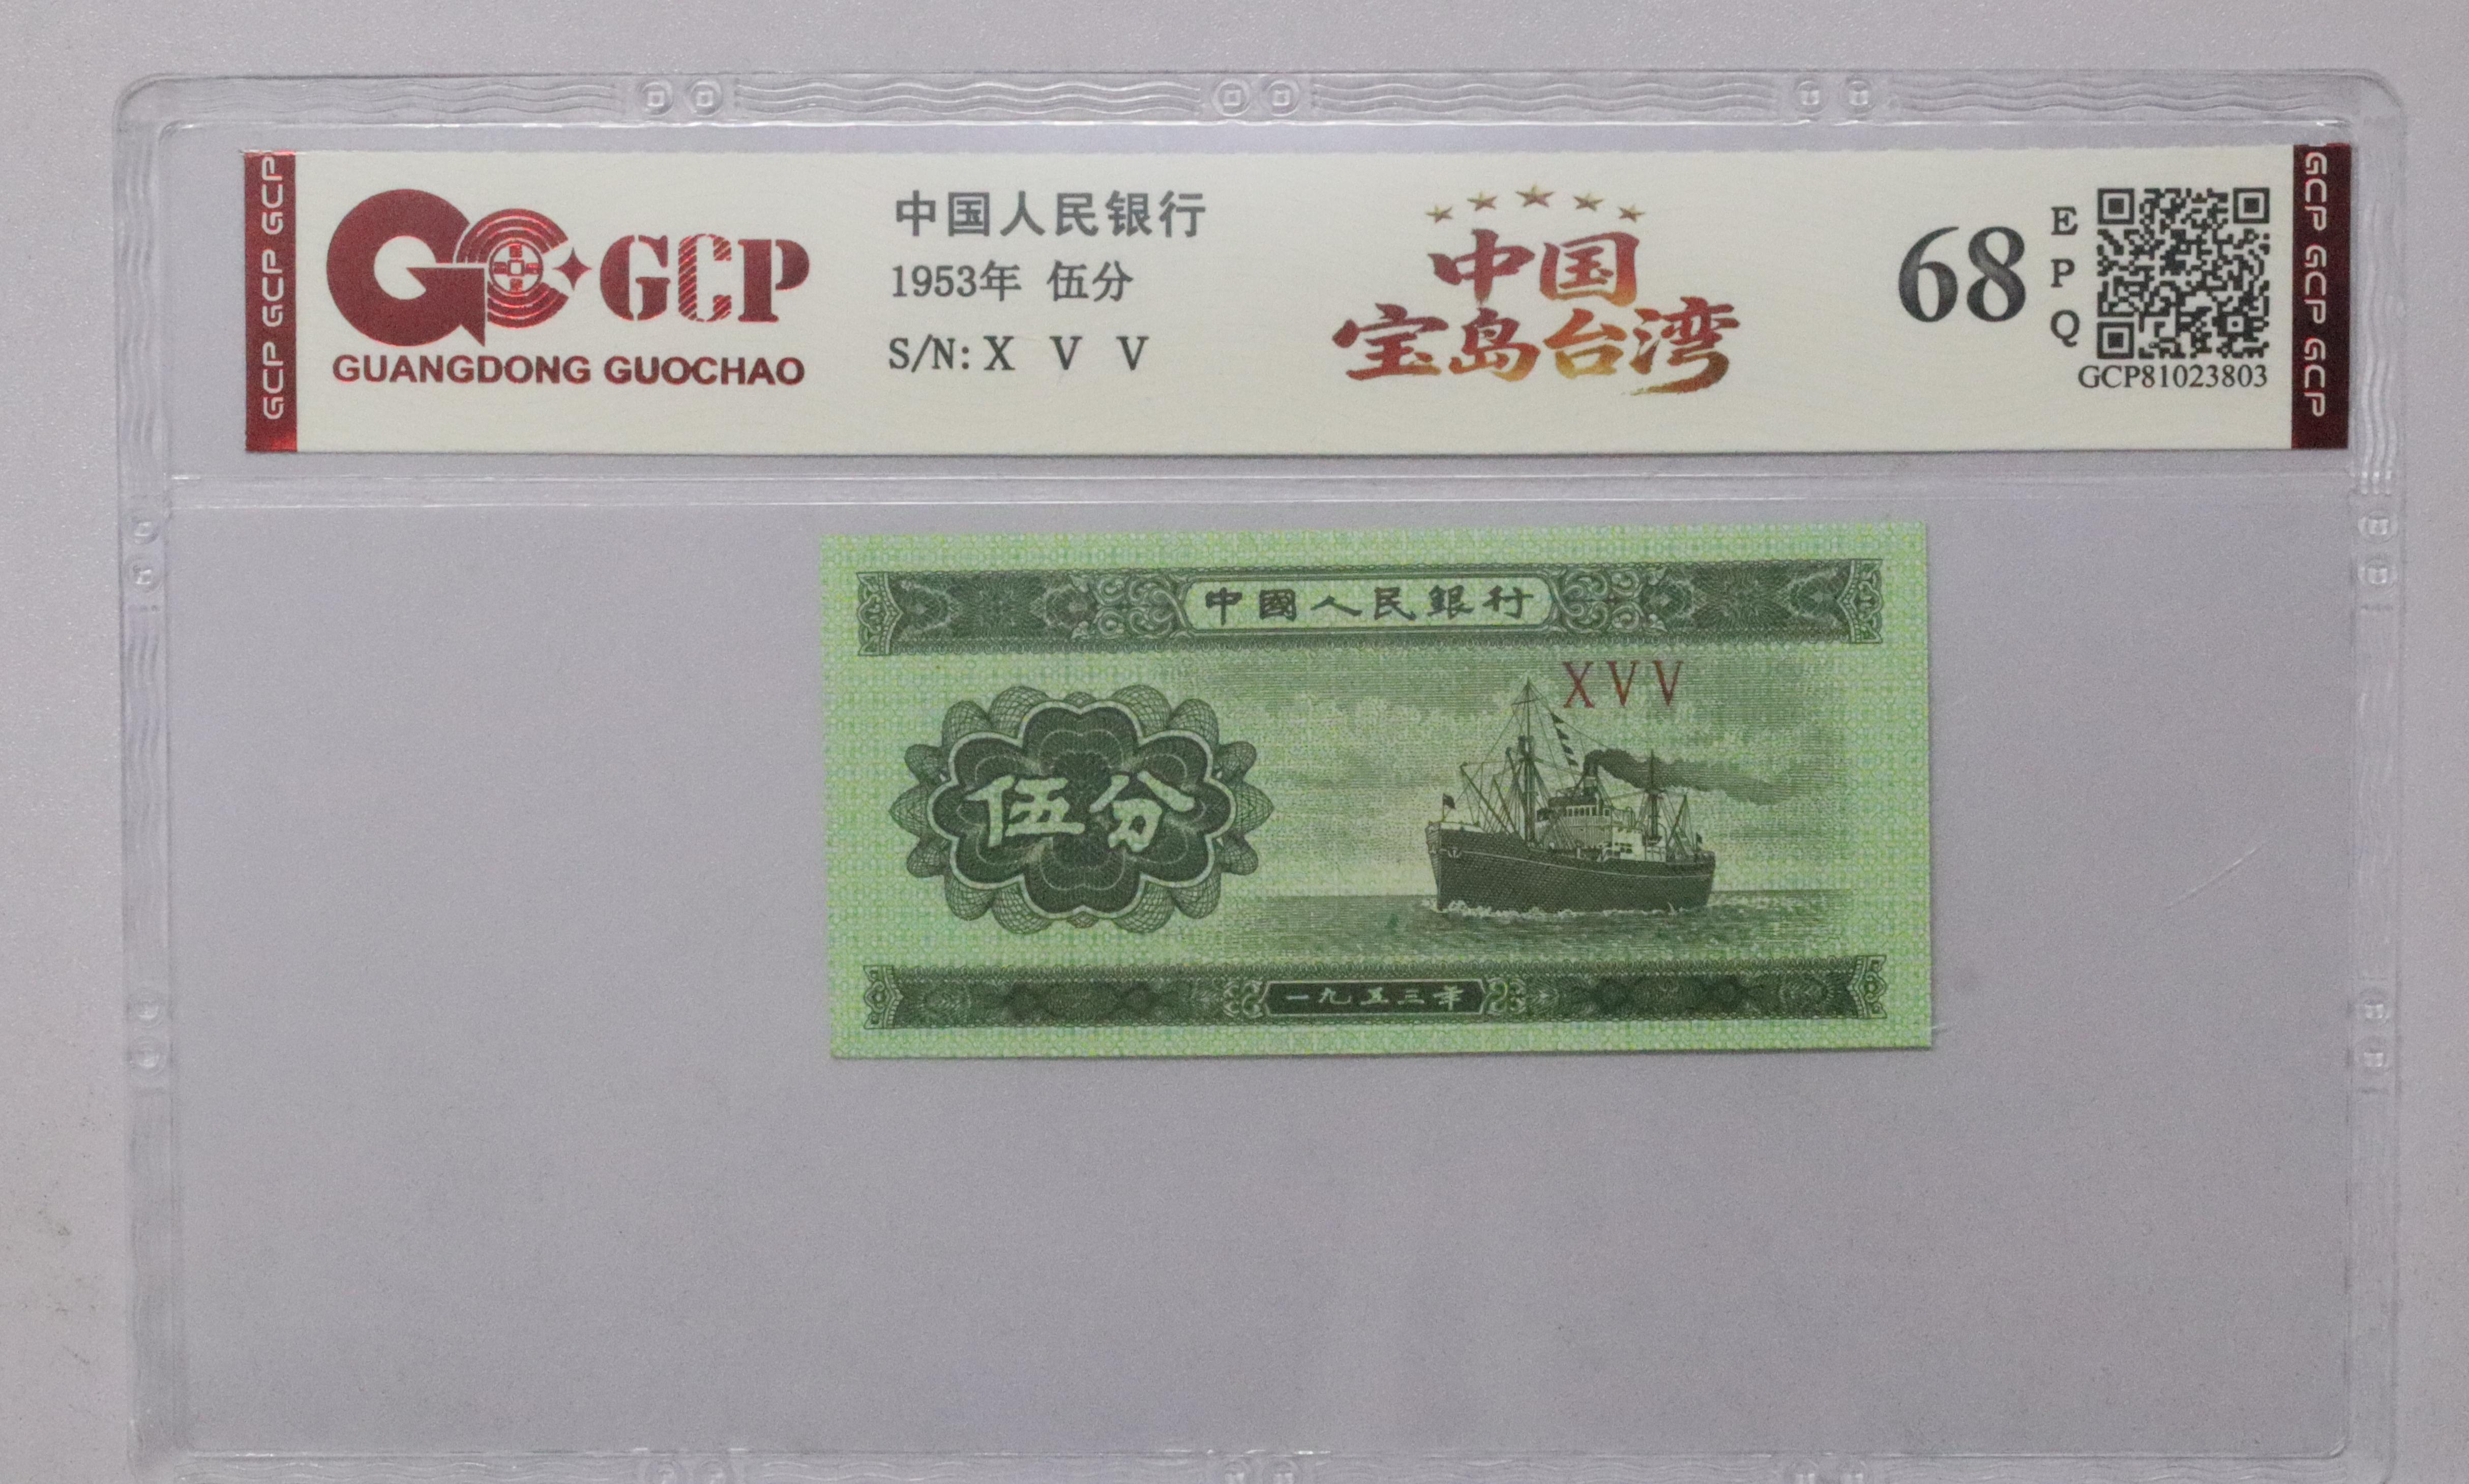 GCP GCP GCP
GCP
GUANGDONG GUOCHAO
中国人民银行
1953年 伍分
S/N: X V V
中国
宝岛台湾
68
E
P
Q
GCP81023803
GCP GCP GCP
中國人民銀行
XVV
伍分
一九五三年